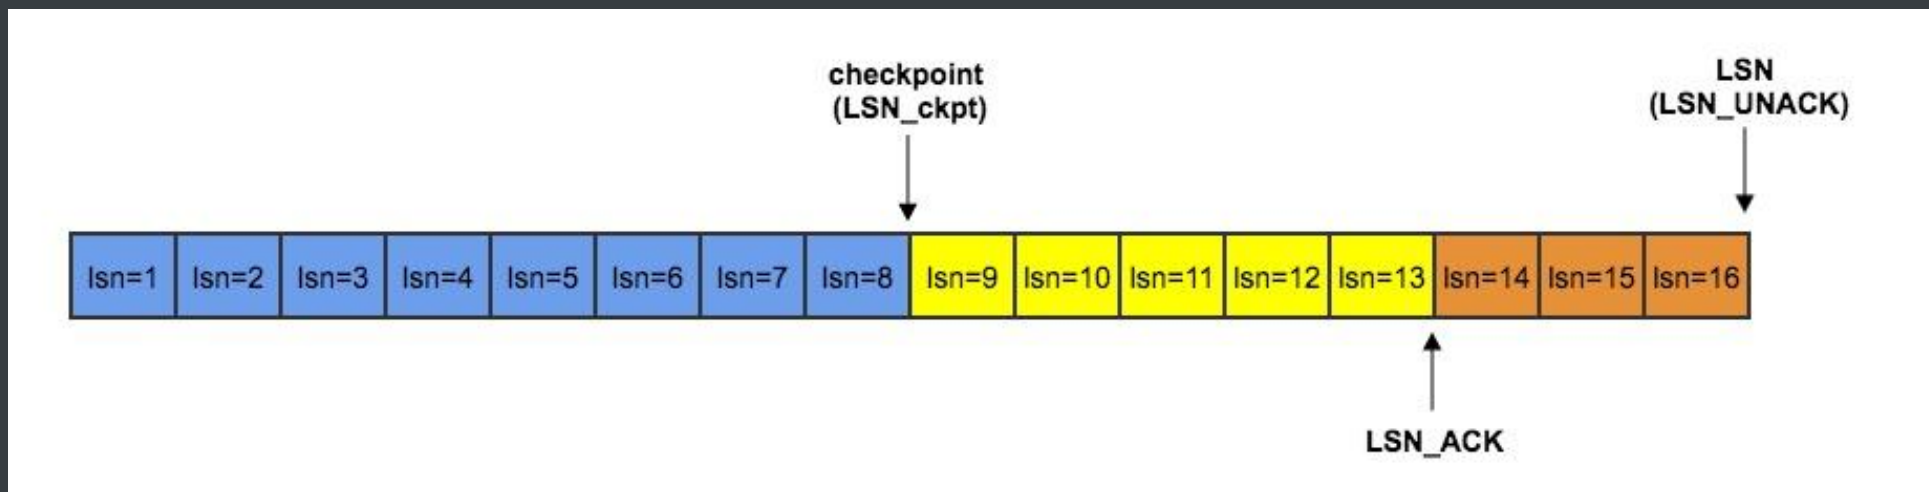 checkpoint
(LSN_ckpt)
LSN
(LSN_UNACK)
lsn=1 lsn=2 lsn=3 lsn=4 lsn=5 lsn=6 lsn=7 lsn=8 lsn=9 lsn=10 lsn=11 lsn=12 lsn=13 lsn=14 lsn=15 lsn=16
LSN_ACK